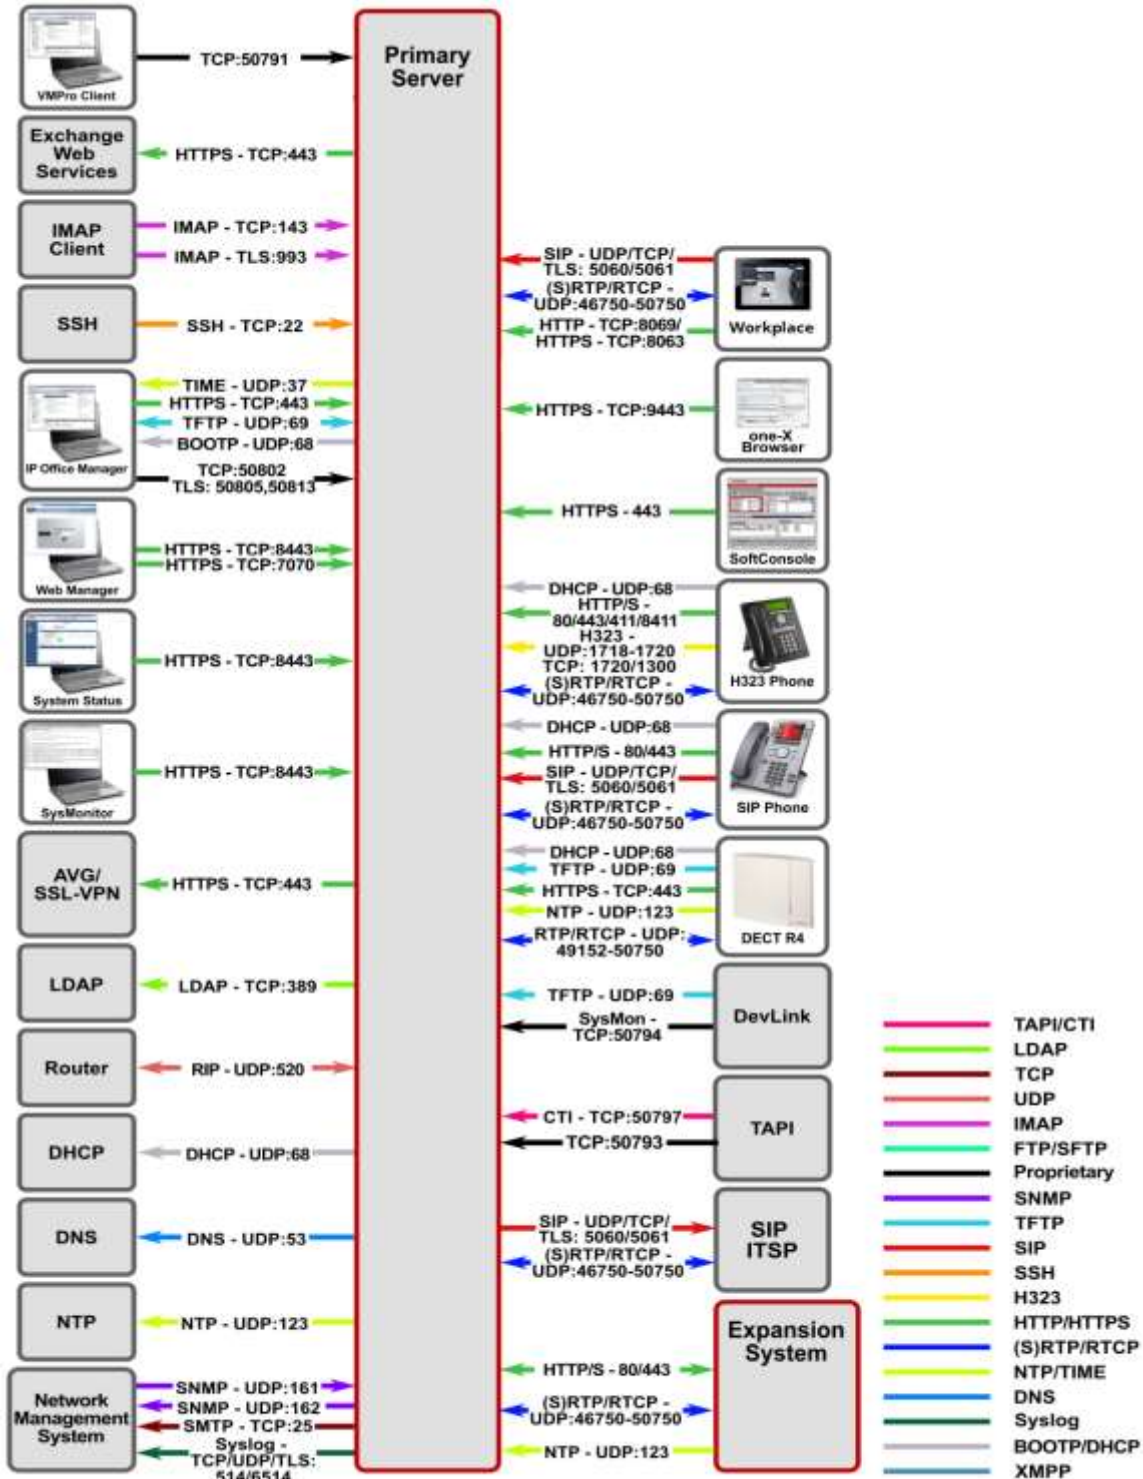 Primary
Server
TCP:50791
VMPro Client
Exchange
Web
Services
HTTPS - TCP:443
IMAP
Client
IMAP - TCP:143
IMAP - TLS:993
SSH
SSH - TCP:22
TIME - UDP:37
HTTPS - TCP:443
TFTP - UDP:69
BOOTP - UDP:68
IP Office Manager
TCP:50802
TLS: 50805,50813
HTTPS - TCP:8443
HTTPS - TCP:7070
Web Manager
HTTPS - TCP:8443
System Status
HTTPS - TCP:8443
SysMonitor
AVG/
SSL-VPN
HTTPS - TCP:443
LDAP
LDAP - TCP:389
Router
RIP - UDP:520
DHCP
DHCP - UDP:68
DNS
DNS - UDP:53
NTP
NTP - UDP:123
Network
Management
System
SNMP - UDP:161
SNMP - UDP:162
SMTP - TCP:25
Syslog -
TCP/UDP/TLS:
514/6514
SIP - UDP/TCP/
TLS: 5060/5061
(S)RTP/RTCP -
UDP:46750-50750
HTTP - TCP:8069/
HTTPS - TCP:8063
Workplace
HTTPS - TCP:9443
one-X
Browser
HTTPS - 443
SoftConsole
DHCP - UDP:68
HTTP/S -
80/443/411/8411
H323 -
UDP:1718-1720
TCP: 1720/1300
(S)RTP/RTCP -
UDP:46750-50750
H323 Phone
DHCP - UDP:68
HTTP/S - 80/443
SIP - UDP/TCP/
TLS: 5060/5061
(S)RTP/RTCP -
UDP:46750-50750
SIP Phone
DHCP - UDP:68
TFTP - UDP:69
HTTPS - TCP:443
NTP - UDP:123
RTP/RTCP - UDP:
49152-50750
DECT R4
TFTP - UDP:69
SysMon -
TCP:50794
DevLink
CTI - TCP:50797
TCP:50793
TAPI
SIP - UDP/TCP/
TLS: 5060/5061
(S)RTP/RTCP -
UDP:46750-50750
SIP
ITSP
Expansion
System
HTTP/S - 80/443
(S)RTP/RTCP -
UDP:46750-50750
NTP - UDP:123
TAPI/CTI
LDAP
TCP
UDP
IMAP
FTP/SFTP
Proprietary
SNMP
TFTP
SIP
SSH
H323
HTTP/HTTPS
(S)RTP/RTCP
NTP/TIME
DNS
Syslog
BOOTP/DHCP
XMPP